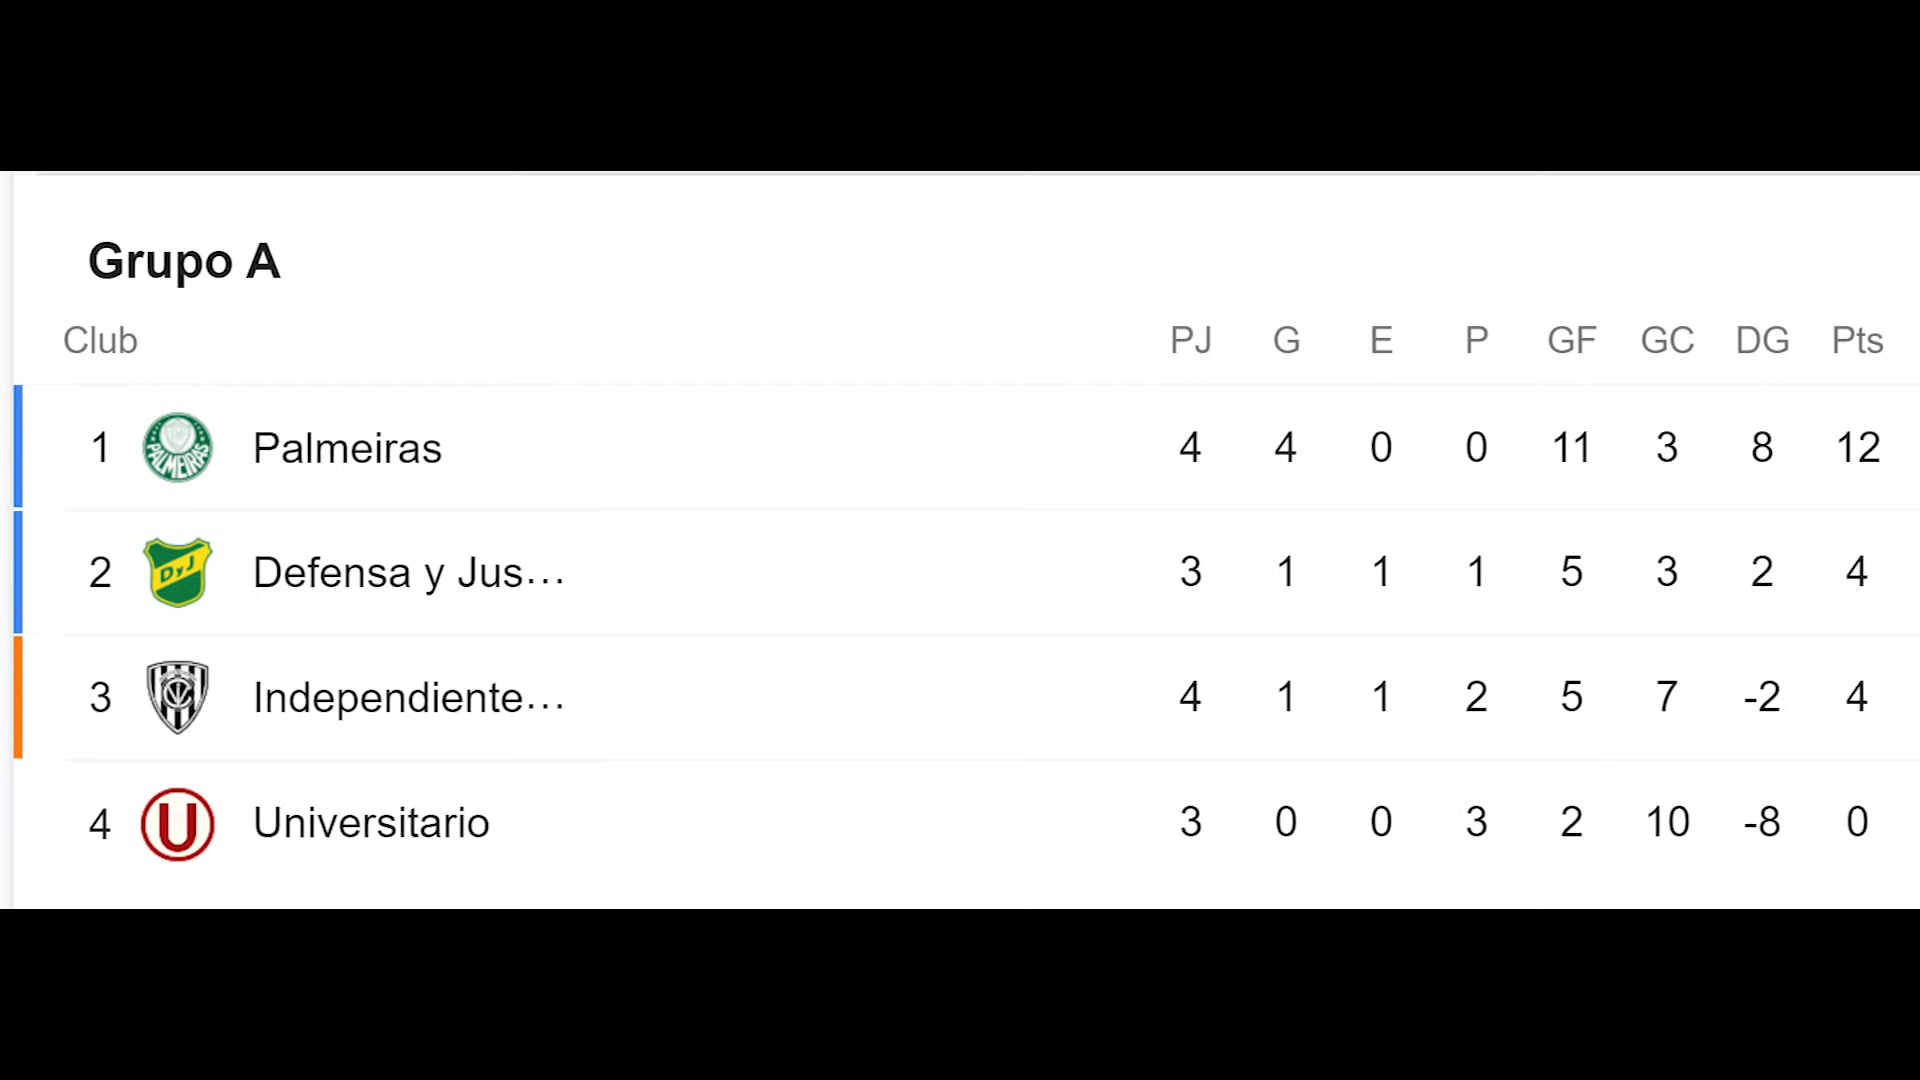 Grupo A
Club PJ G E P GF GC DG Pts
1 PALMEIRAS Palmeiras 4 4 0 0 11 3 8 12
2 DyJ Defensa y Jus... 3 1 1 1 5 3 2 4
3 Independiente... 4 1 1 2 5 7 -2 4
4 U Universitario 3 0 0 3 2 10 -8 0